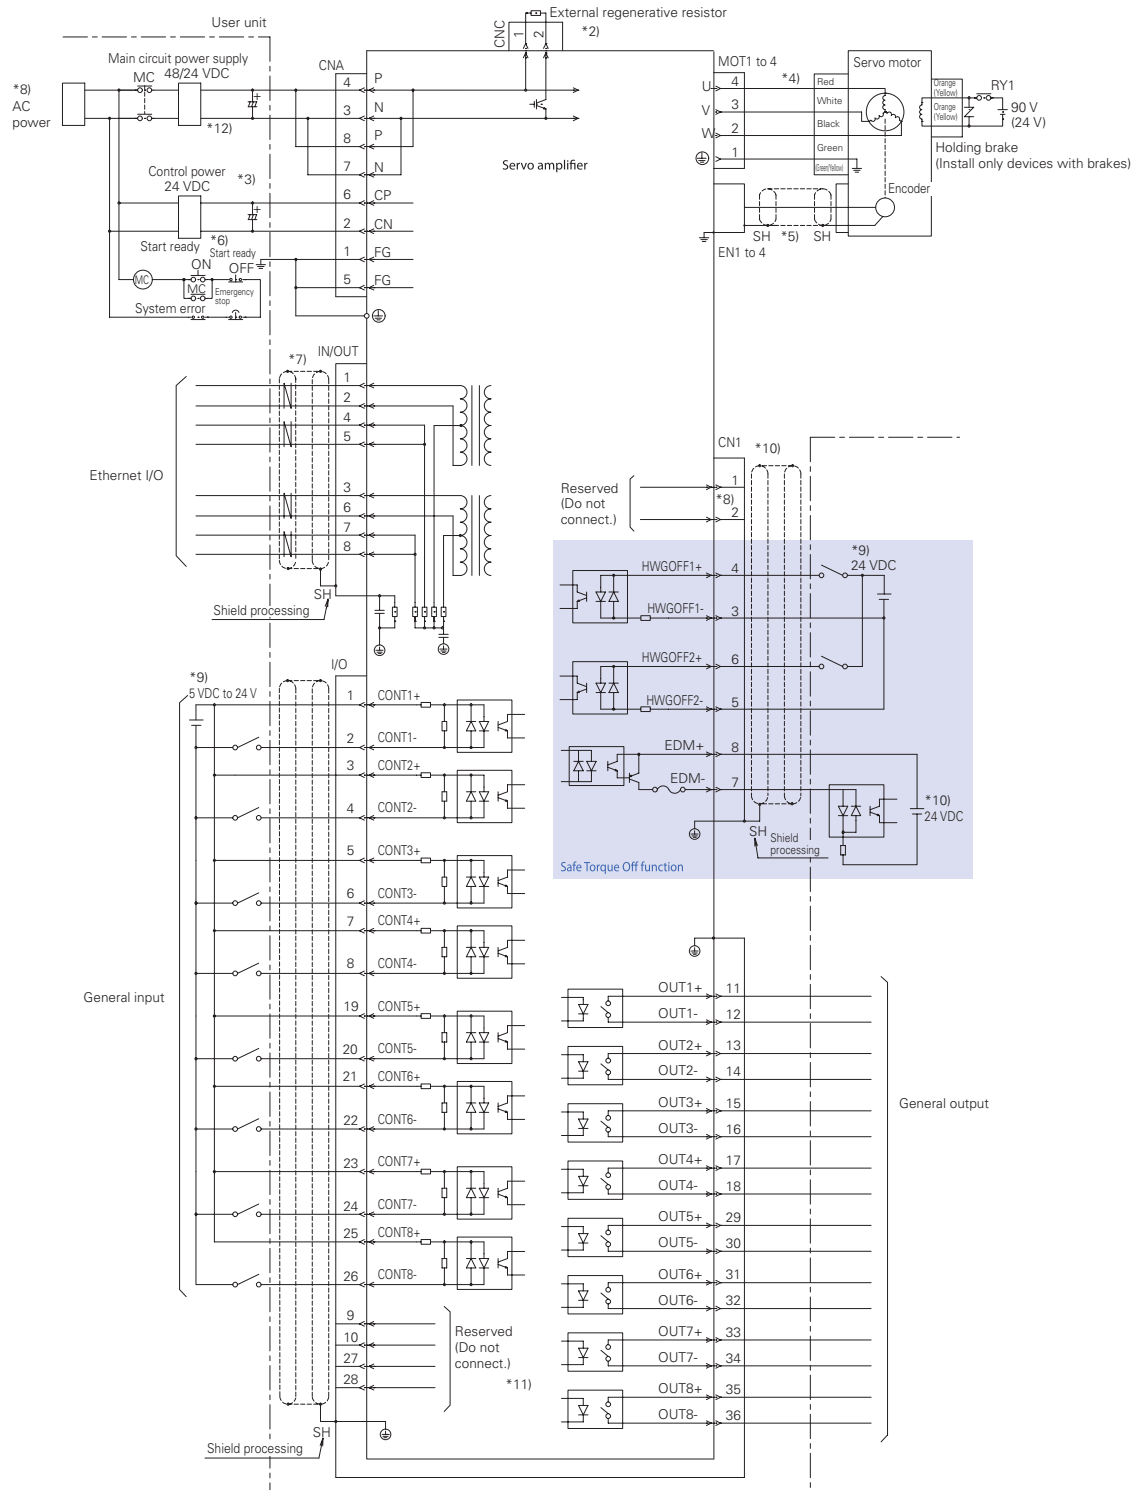 User unit
External regenerative resistor
*2)
CNC
1
2
Main circuit power supply
48/24 VDC
MC
*8)
AC
power
*12)
CNA
4 P
3 N
8 P
7 N
6 CP
2 CN
1 FG
5 FG
Servo amplifier
Control power
24 VDC
*3)
Start ready
*6)
Start ready
ON
OFF
MC
MC
Emergency
stop
System error
MOT1 to 4
U 4
V 3
W 2
1
*4)
Red
White
Black
Green
(Green/Yellow)
Servo motor
Orange
(Yellow)
Orange
(Yellow)
RY1
90 V
(24 V)
Holding brake
(Install only devices with brakes)
Encoder
SH
*5)
SH
EN1 to 4
IN/OUT
*7)
1
2
4
5
3
6
7
8
Ethernet I/O
SH
Shield processing
CN1
*10)
Reserved
(Do not
connect.)
1
*8)
2
HWGOFF1+ 4
*9)
24 VDC
HWGOFF1- 3
HWGOFF2+ 6
HWGOFF2- 5
EDM+ 8
EDM- 7
*10)
24 VDC
SH
Shield
processing
Safe Torque Off function
I/O
*9)
5 VDC to 24 V
1 CONT1+
2 CONT1-
3 CONT2+
4 CONT2-
5 CONT3+
6 CONT3-
7 CONT4+
8 CONT4-
19 CONT5+
20 CONT5-
21 CONT6+
22 CONT6-
23 CONT7+
24 CONT7-
25 CONT8+
26 CONT8-
General input
9
10
27
28
Reserved
(Do not
connect.)
*11)
SH
Shield processing
OUT1+ 11
OUT1- 12
OUT2+ 13
OUT2- 14
OUT3+ 15
OUT3- 16
OUT4+ 17
OUT4- 18
OUT5+ 29
OUT5- 30
OUT6+ 31
OUT6- 32
OUT7+ 33
OUT7- 34
OUT8+ 35
OUT8- 36
General output